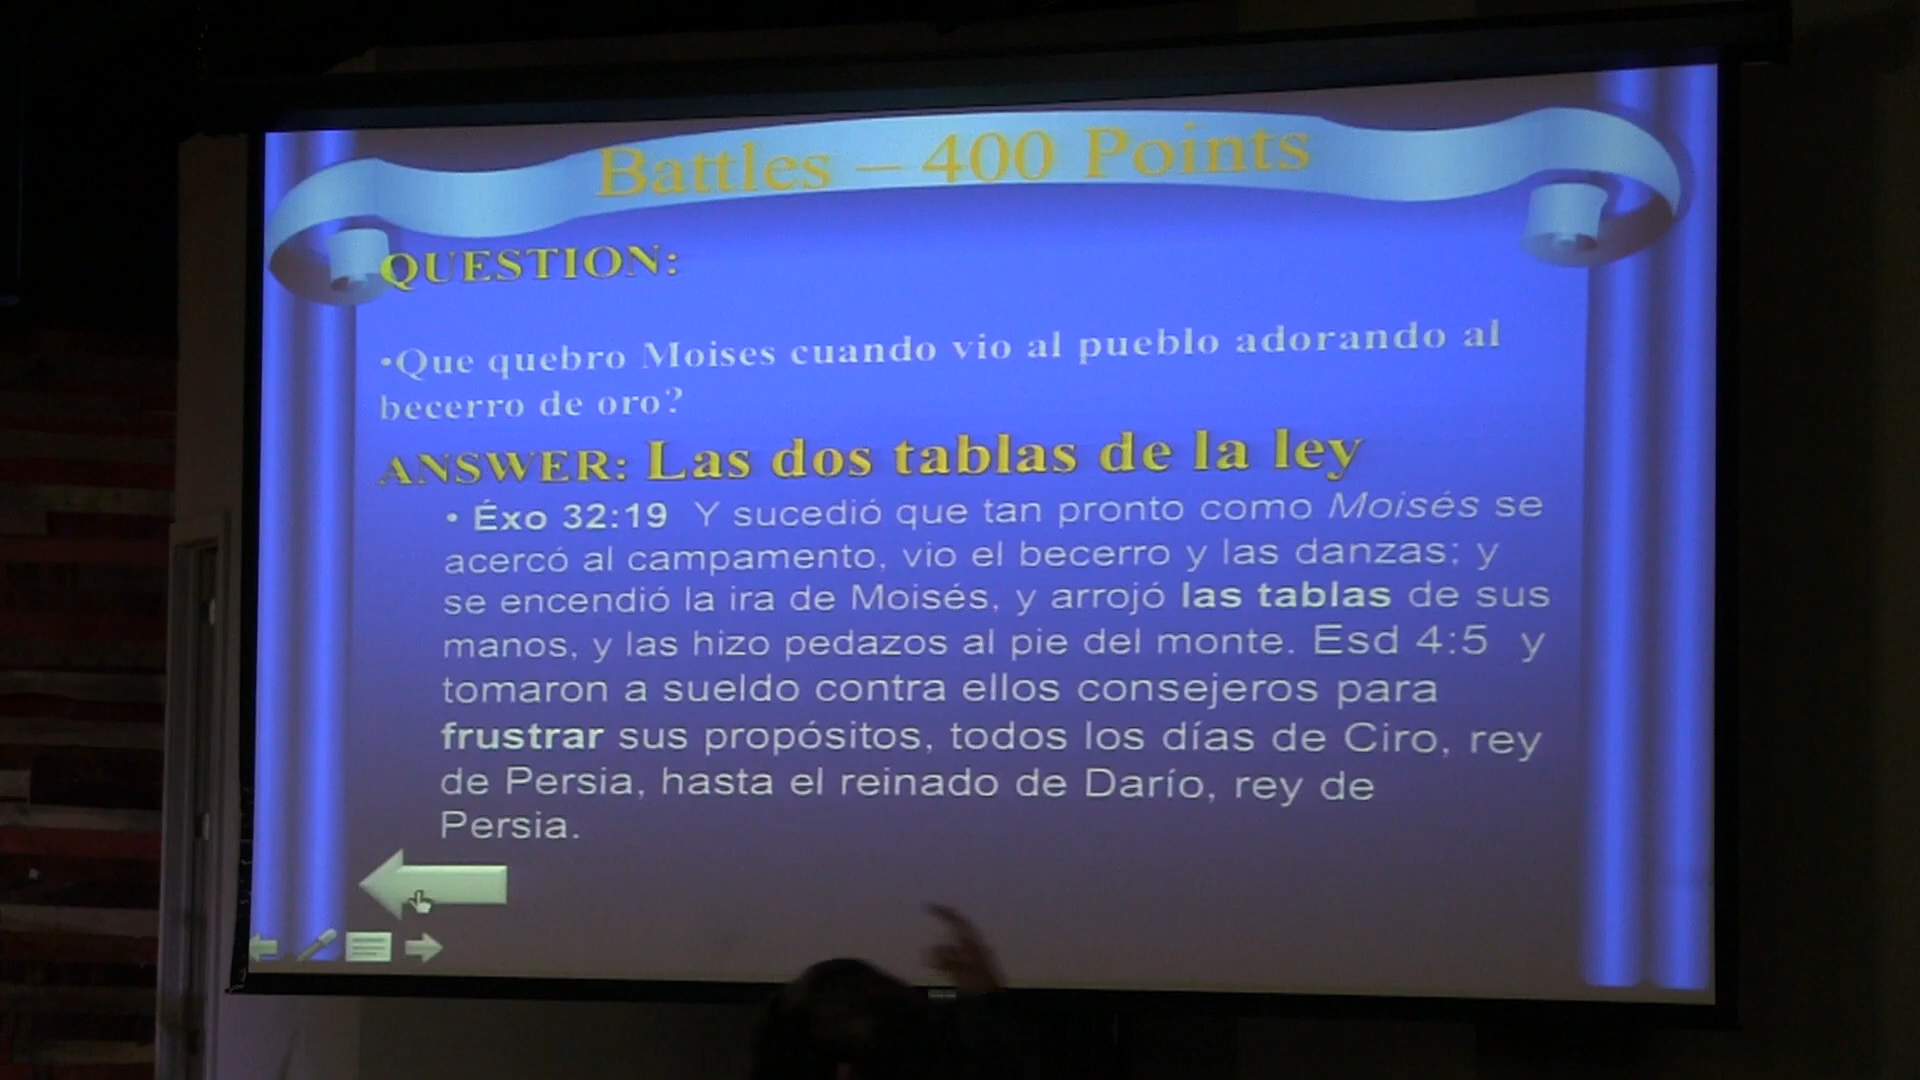 Battles – 400 Points
QUESTION:
•Que quebro Moises cuando vio al pueblo adorando al
becerro de oro?
ANSWER: Las dos tablas de la ley
• Éxo 32:19 Y sucedió que tan pronto como Moisés se
acercó al campamento, vio el becerro y las danzas; y
se encendió la ira de Moisés, y arrojó las tablas de sus
manos, y las hizo pedazos al pie del monte. Esd 4:5 y
tomaron a sueldo contra ellos consejeros para
frustrar sus propósitos, todos los días de Ciro, rey
de Persia, hasta el reinado de Darío, rey de
Persia.